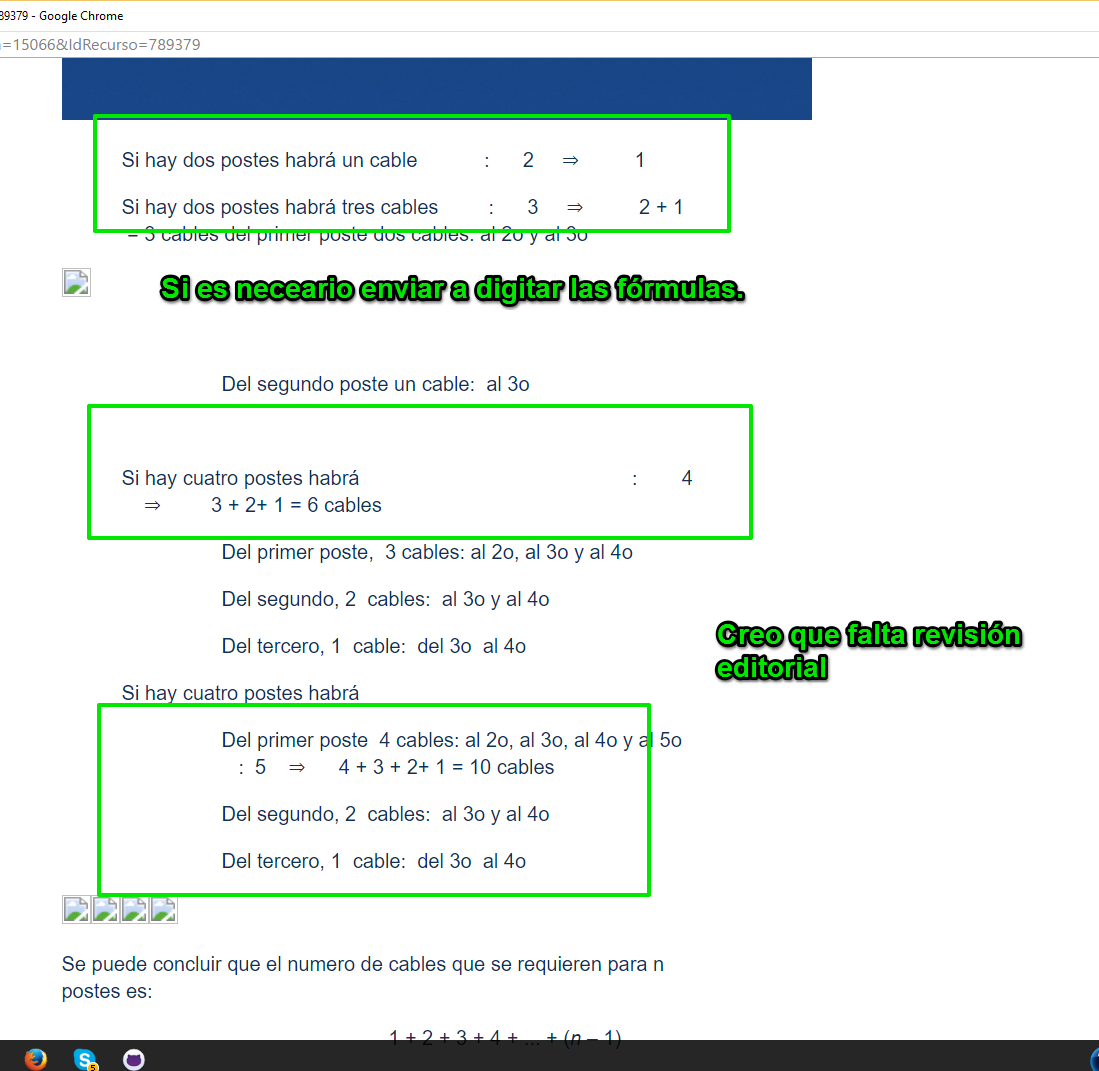 89379 - Google Chrome
=15066&IdRecurso=789379
Si hay dos postes habrá un cable : 2 ⇒ 1
Si hay dos postes habrá tres cables : 3 ⇒ 2 + 1
= 3 cables del primer poste dos cables: al 2o y al 3o
Si es neceario enviar a digitar las fórmulas.
Del segundo poste un cable: al 3o
Si hay cuatro postes habrá : 4
⇒ 3 + 2+ 1 = 6 cables
Del primer poste, 3 cables: al 2o, al 3o y al 4o
Del segundo, 2 cables: al 3o y al 4o
Creo que falta revisión
editorial
Del tercero, 1 cable: del 3o al 4o
Si hay cuatro postes habrá
Del primer poste 4 cables: al 2o, al 3o, al 4o y al 5o
: 5 ⇒ 4 + 3 + 2+ 1 = 10 cables
Del segundo, 2 cables: al 3o y al 4o
Del tercero, 1 cable: del 3o al 4o
Se puede concluir que el numero de cables que se requieren para n
postes es:
1 + 2 + 3 + 4 + ... + (n – 1)
S 5